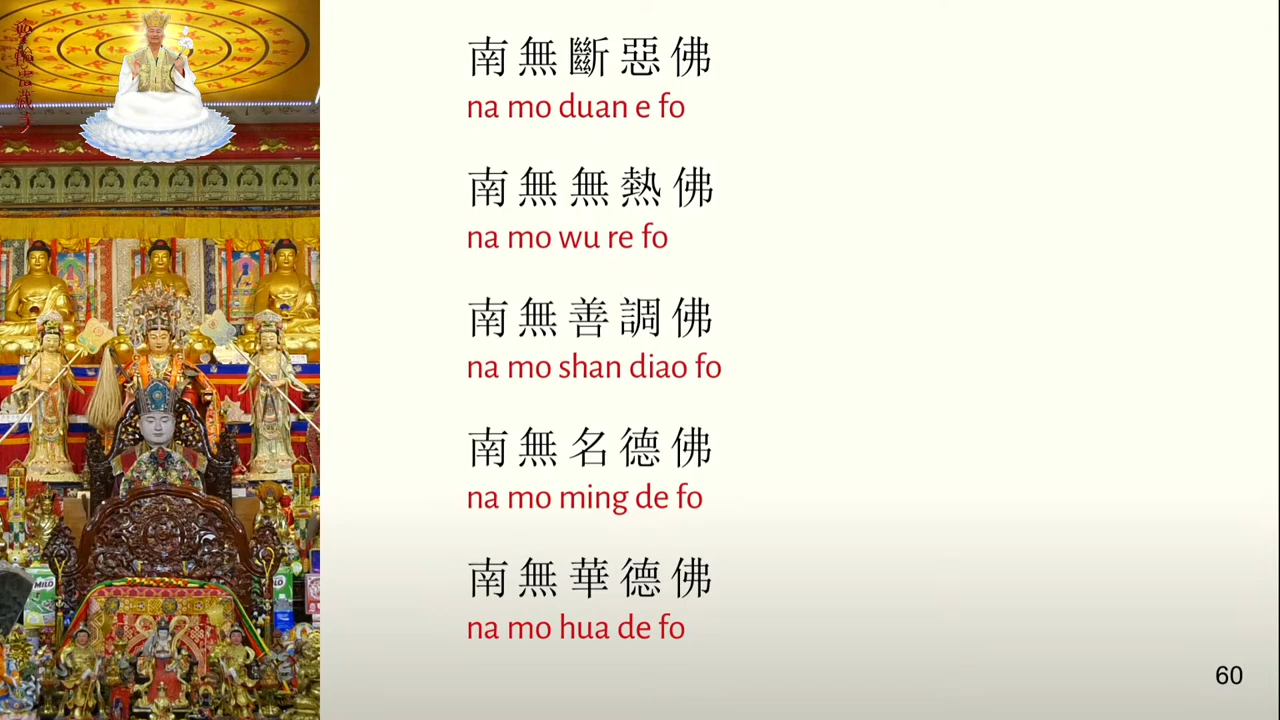 南無斷惡佛
na mo duan e fo
南無無熱佛
na mo wu re fo
南無善調佛
na mo shan diao fo
南無名德佛
na mo ming de fo
南無華德佛
na mo hua de fo
60
MILO